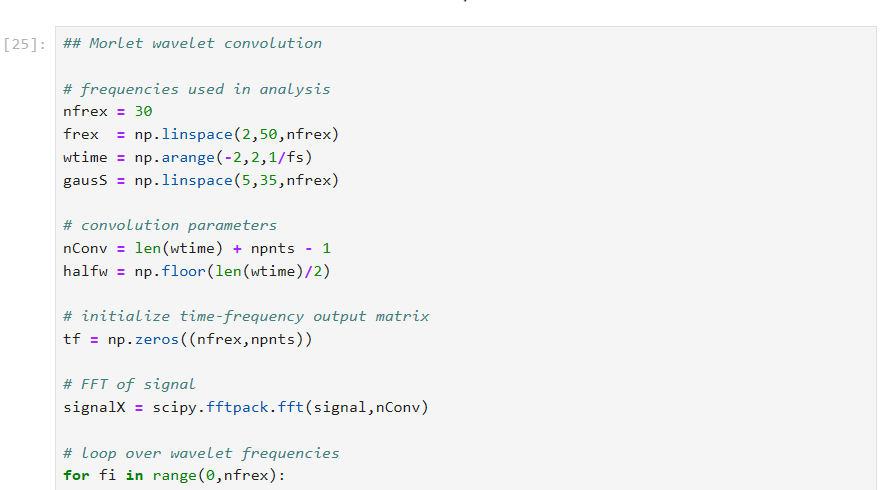 [25]: ## Morlet wavelet convolution
# frequencies used in analysis
nfrex = 30
frex  = np.linspace(2,50,nfrex)
wtime = np.arange(-2,2,1/fs)
gausS = np.linspace(5,35,nfrex)
# convolution parameters
nConv = len(wtime) + npnts - 1
halfw = np.floor(len(wtime)/2)
# initialize time-frequency output matrix
tf = np.zeros((nfrex,npnts))
# FFT of signal
signalX = scipy.fftpack.fft(signal,nConv)
# loop over wavelet frequencies
for fi in range(0,nfrex):